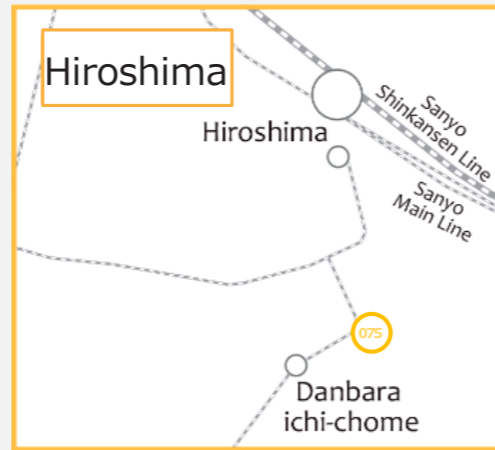 Hiroshima
Hiroshima
Sanyo
Shinkansen Line
Sanyo
Main Line
075
Danbara
ichi-chome